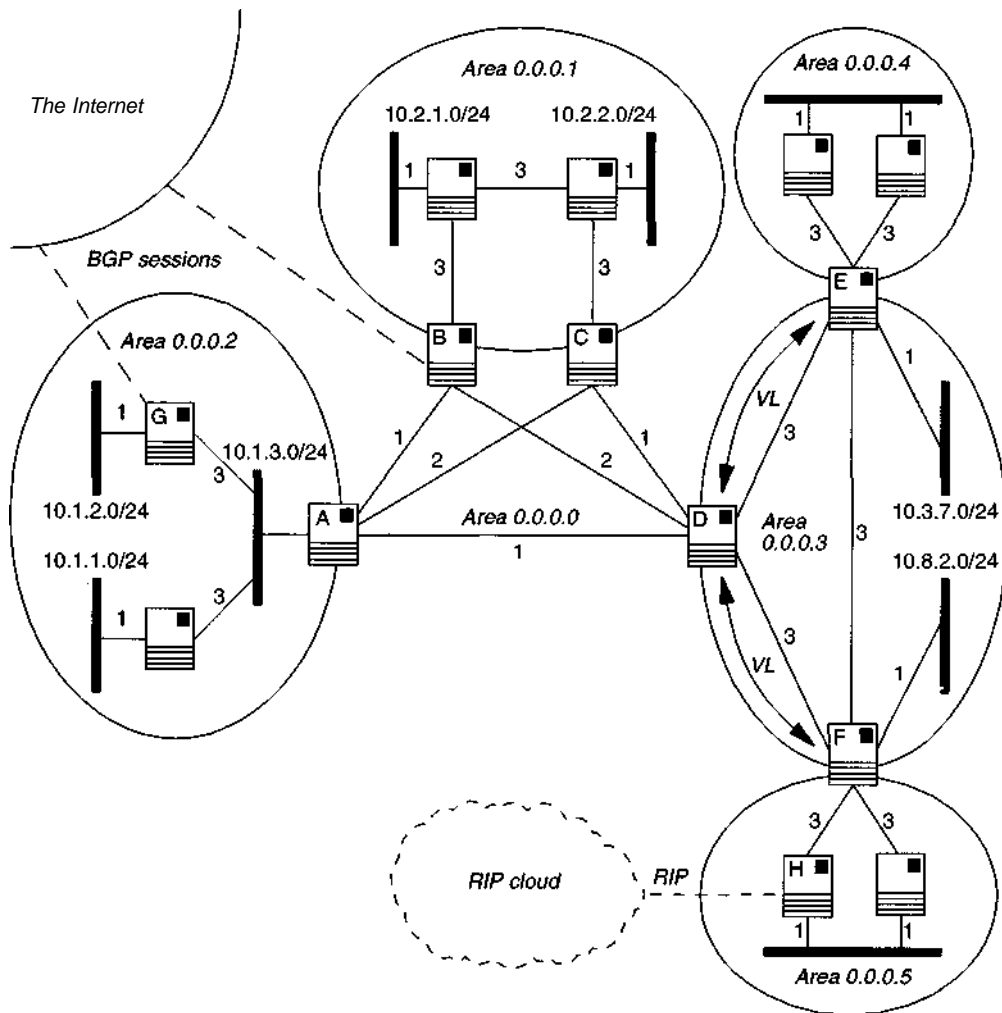 The Internet
Area 0.0.0.1
10.2.1.0/24
10.2.2.0/24
1
3
1
3
3
B
C
Area 0.0.0.4
1
1
3
3
E
BGP sessions
Area 0.0.0.2
1
G
3
10.1.3.0/24
10.1.2.0/24
10.1.1.0/24
1
3
A
1
2
2
1
Area 0.0.0.0
1
D
VL
3
Area
0.0.0.3
3
1
10.3.7.0/24
10.8.2.0/24
3
VL
1
F
3
3
RIP cloud
RIP
H
1
1
Area 0.0.0.5